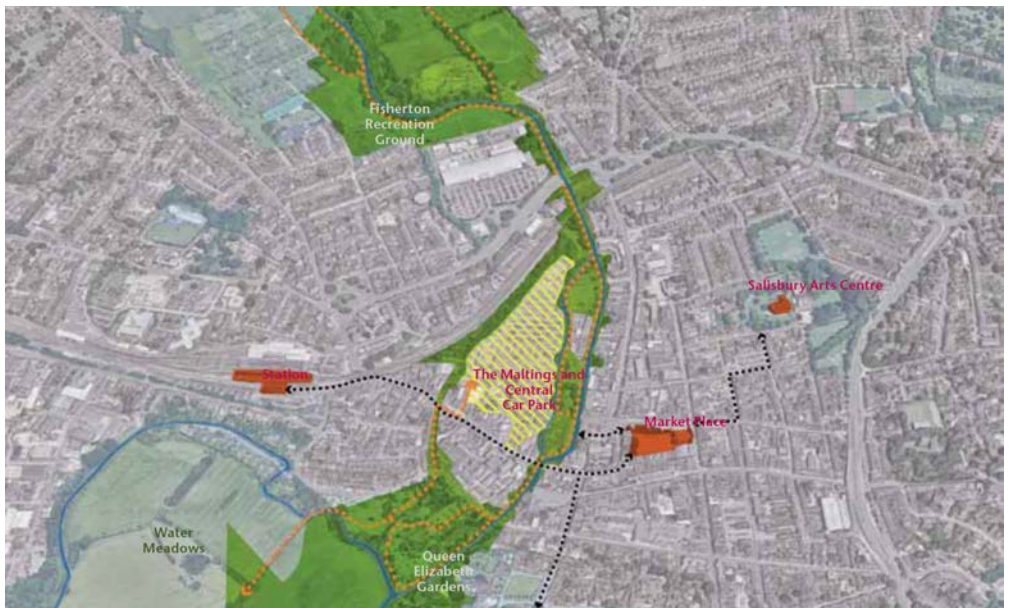 Fisherton
Recreation
Ground
Salisbury Arts Centre
Station
The Maltings and
Central
Car Park
Market Place
Water
Meadows
Queen
Elizabeth
Gardens